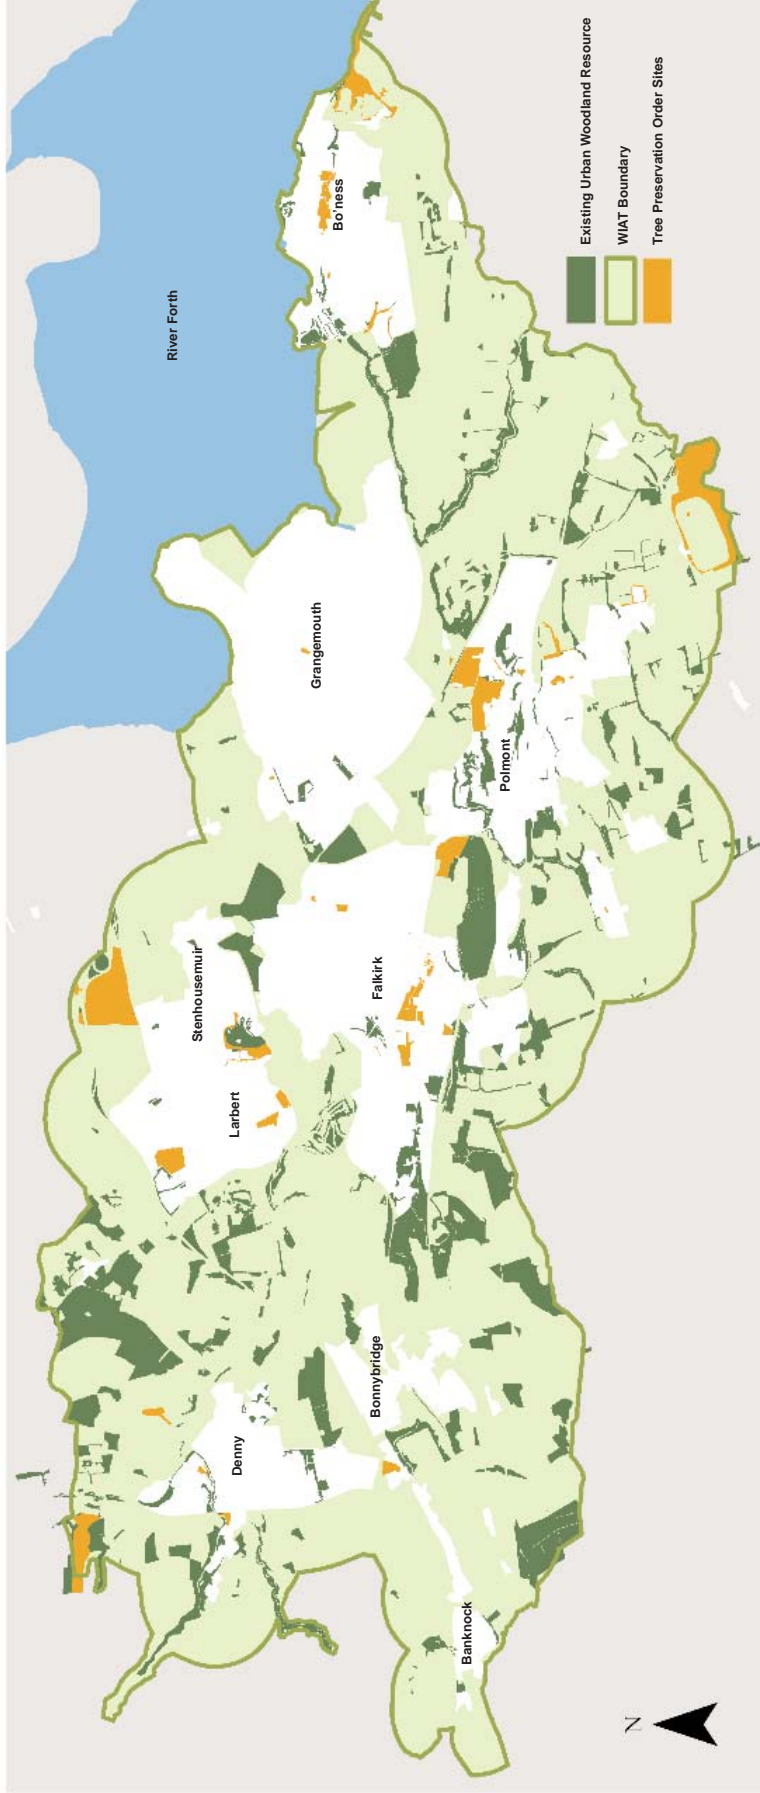 River Forth
Bo'ness
Grangemouth
Polmont
Stenhousemuir
Falkirk
Larbert
Denny
Bonnybridge
Banknock
Existing Urban Woodland Resource
WIAT Boundary
Tree Preservation Order Sites
N